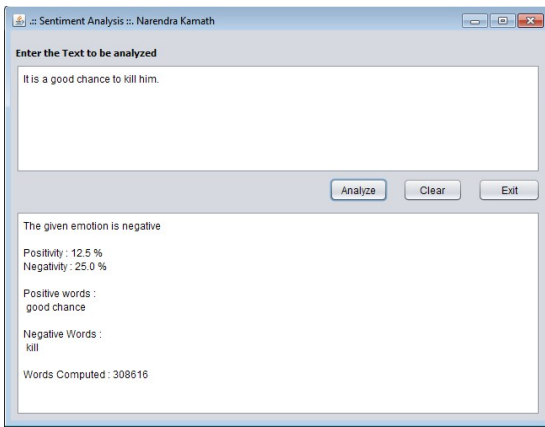 .:: Sentiment Analysis ::. Narendra Kamath
Enter the Text to be analyzed
It is a good chance to kill him.
Analyze Clear Exit
The given emotion is negative
Positivity : 12.5 %
Negativity : 25.0 %
Positive words :
good chance
Negative Words :
kill
Words Computed : 308616